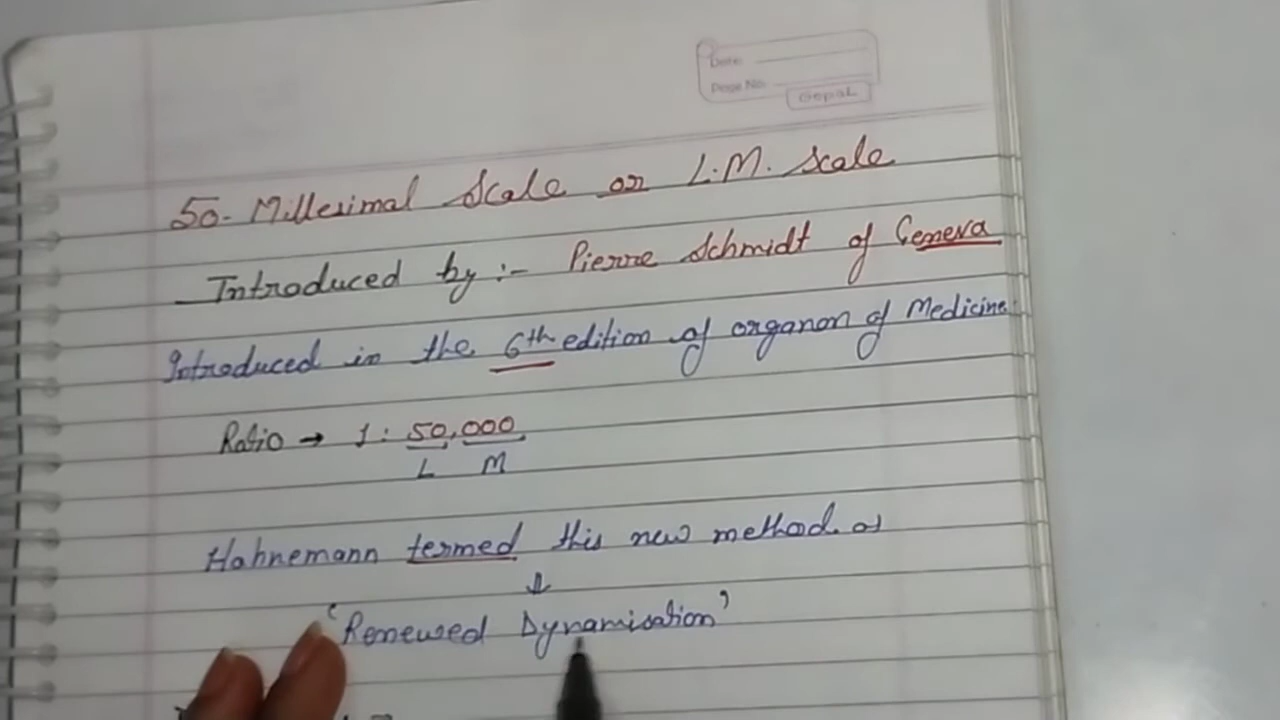 Date
Page No.
Gopal
50-Millesimal Scale or L.M. Scale
Introduced by :- Pierre Schmidt of Geneva
Introduced in the 6th edition of organon of Medicine.
Ratio → 1: 50,000
L M
Hahnemann termed this new method as
↓
'Renewed Dynamisation'